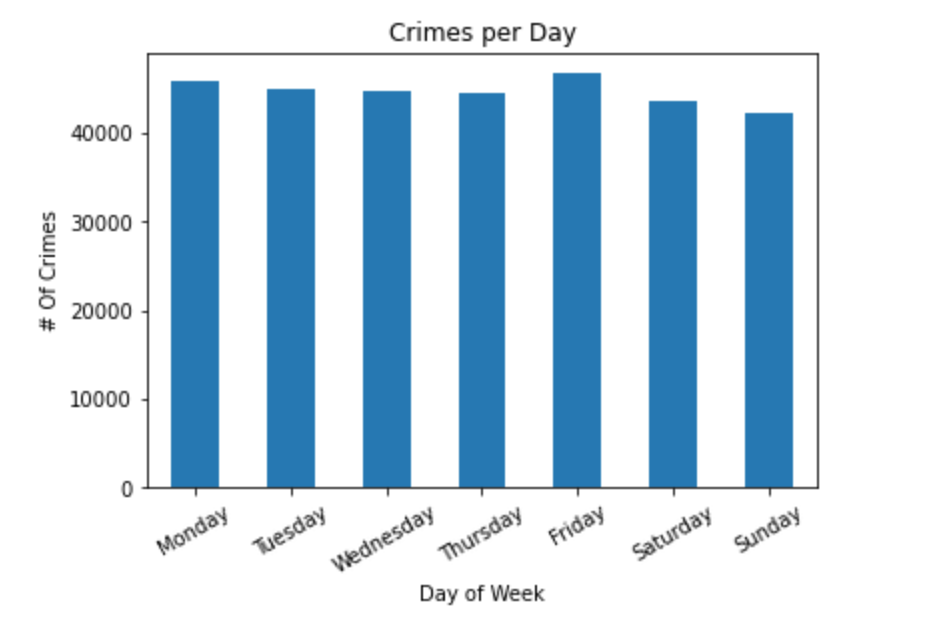 Crimes per Day
# Of Crimes
40000
30000
20000
10000
0
Monday Tuesday Wednesday Thursday Friday Saturday Sunday
Day of Week